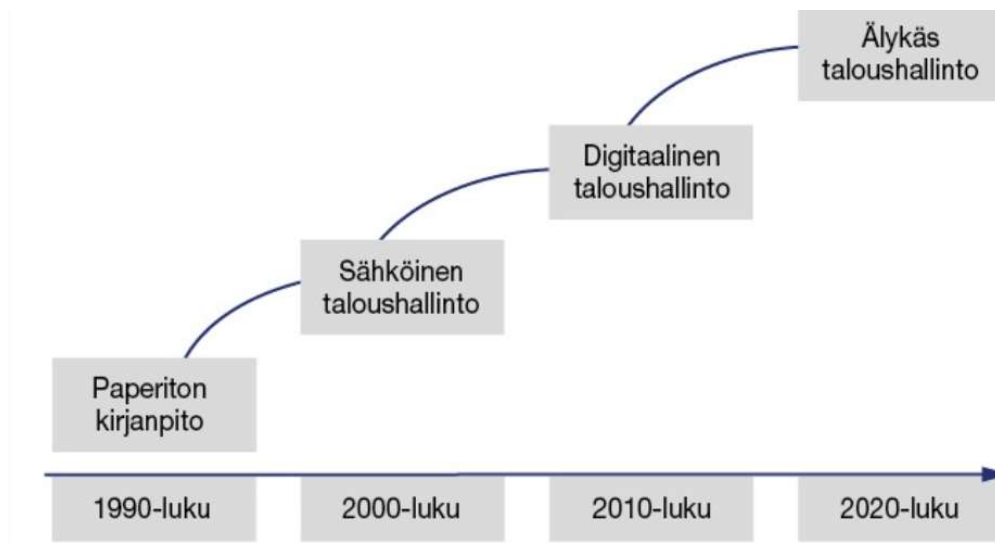 Älykäs
taloushallinto
Digitaalinen
taloushallinto
Sähköinen
taloushallinto
Paperiton
kirjanpito
1990-luku
2000-luku
2010-luku
2020-luku